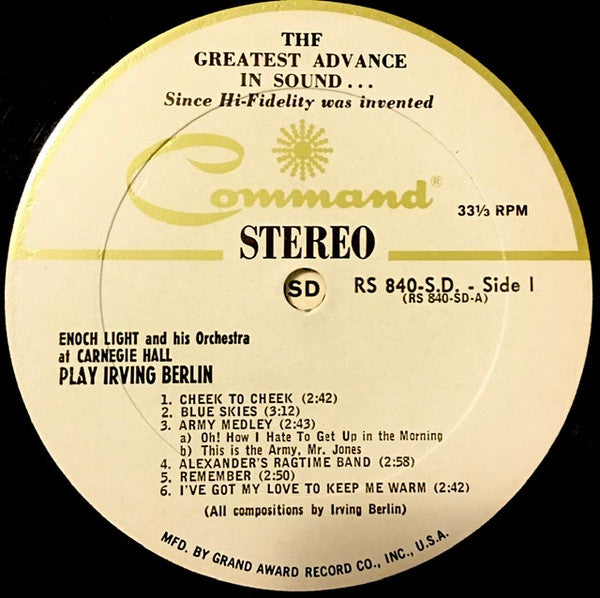 THF
GREATEST ADVANCE
IN SOUND...
Since Hi-Fidelity was invented
Command®
33⅓ RPM
STEREO
SD
RS 840-S.D. - Side 1
(RS 840-SD-A)
ENOCH LIGHT and his Orchestra
at CARNEGIE HALL
PLAY IRVING BERLIN
1. CHEEK TO CHEEK (2:42)
2. BLUE SKIES (3:12)
3. ARMY MEDLEY (2:43)
a) Oh! How I Hate To Get Up in the Morning
b) This is the Army, Mr. Jones
4. ALEXANDER'S RAGTIME BAND (2:58)
5. REMEMBER (2:50)
6. I'VE GOT MY LOVE TO KEEP ME WARM (2:42)
(All compositions by Irving Berlin)
MFD. BY GRAND AWARD RECORD CO., INC., U.S.A.